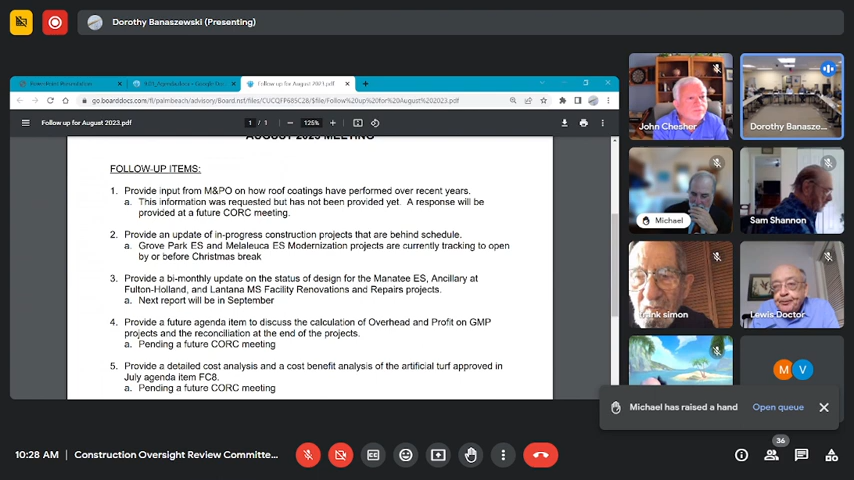 Dorothy Banaszewski (Presenting)
Follow up for August 2023.pdf
go.boarddocs.com/fl/palmbeach/advisory/Board.nsf/files/CUCQFF685C28/$file/Follow%20up%20for%20August%202023.pdf
Follow up for August 2023.pdf
1 / 1
125%
AUGUST 2023 MEETING
FOLLOW-UP ITEMS:
1. Provide input from M&PO on how roof coatings have performed over recent years.
a. This information was requested but has not been provided yet. A response will be
provided at a future CORC meeting.
2. Provide an update of in-progress construction projects that are behind schedule.
a. Grove Park ES and Melaleuca ES Modernization projects are currently tracking to open
by or before Christmas break
3. Provide a bi-monthly update on the status of design for the Manatee ES, Ancillary at
Fulton-Holland, and Lantana MS Facility Renovations and Repairs projects.
a. Next report will be in September
4. Provide a future agenda item to discuss the calculation of Overhead and Profit on GMP
projects and the reconciliation at the end of the projects.
a. Pending a future CORC meeting
5. Provide a detailed cost analysis and a cost benefit analysis of the artificial turf approved in
July agenda item FC8.
a. Pending a future CORC meeting
John Chesher
Dorothy Banasze...
Michael
Sam Shannon
frank simon
Lewis Doctor
M V
Michael has raised a hand
Open queue
36
10:28 AM | Construction Oversight Review Committe...